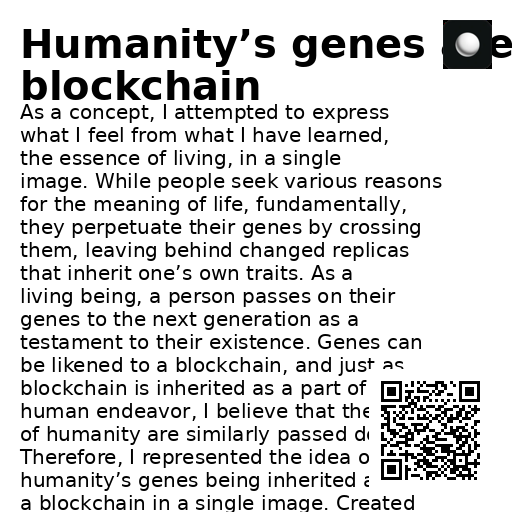 Humanity’s genes
blockchain
As a concept, I attempted to express
what I feel from what I have learned,
the essence of living, in a single
image. While people seek various reasons
for the meaning of life, fundamentally,
they perpetuate their genes by crossing
them, leaving behind changed replicas
that inherit one’s own traits. As a
living being, a person passes on their
genes to the next generation as a
testament to their existence. Genes can
be likened to a blockchain, and just as
blockchain is inherited as a part of
human endeavor, I believe that the
of humanity are similarly passed
Therefore, I represented the idea
humanity’s genes being inherited
a blockchain in a single image. Created